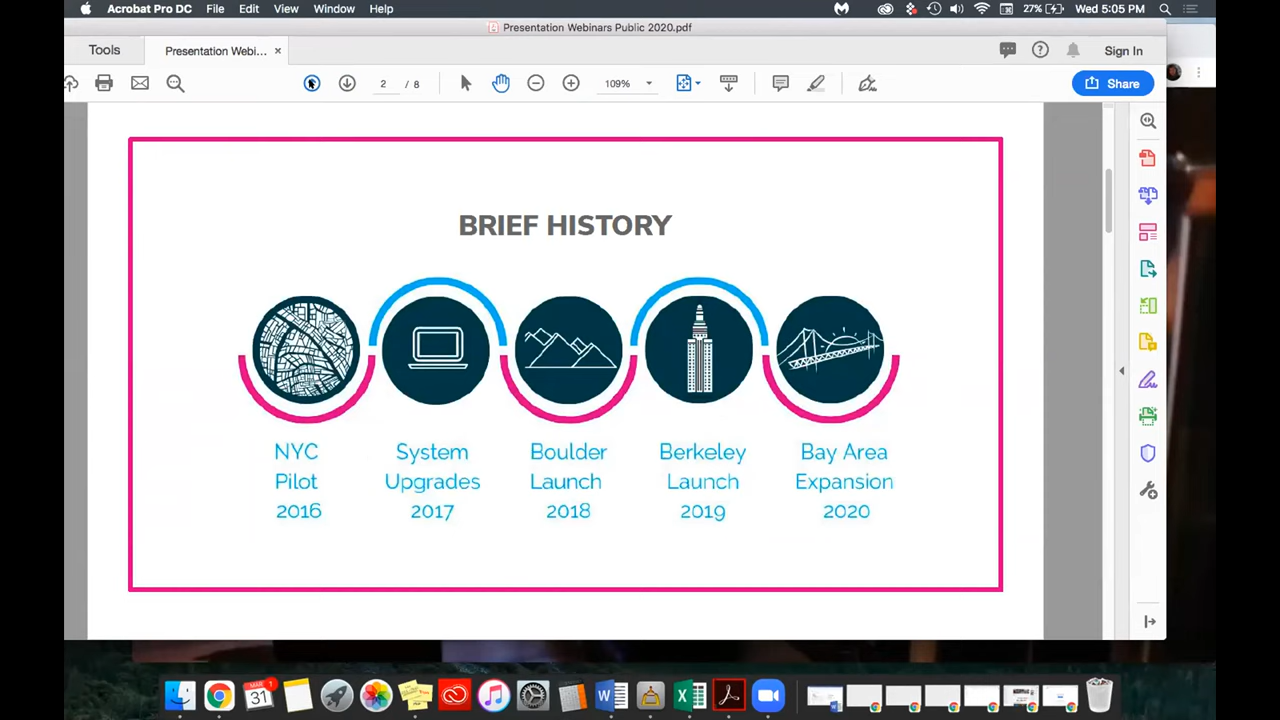 Acrobat Pro DC File Edit View Window Help 27% Wed 5:05 PM
Presentation Webinars Public 2020.pdf
Tools Presentation Webi... × Sign In
2 / 8 109% Share
BRIEF HISTORY
NYC
Pilot
2016
System
Upgrades
2017
Boulder
Launch
2018
Berkeley
Launch
2019
Bay Area
Expansion
2020
MAR
31
1